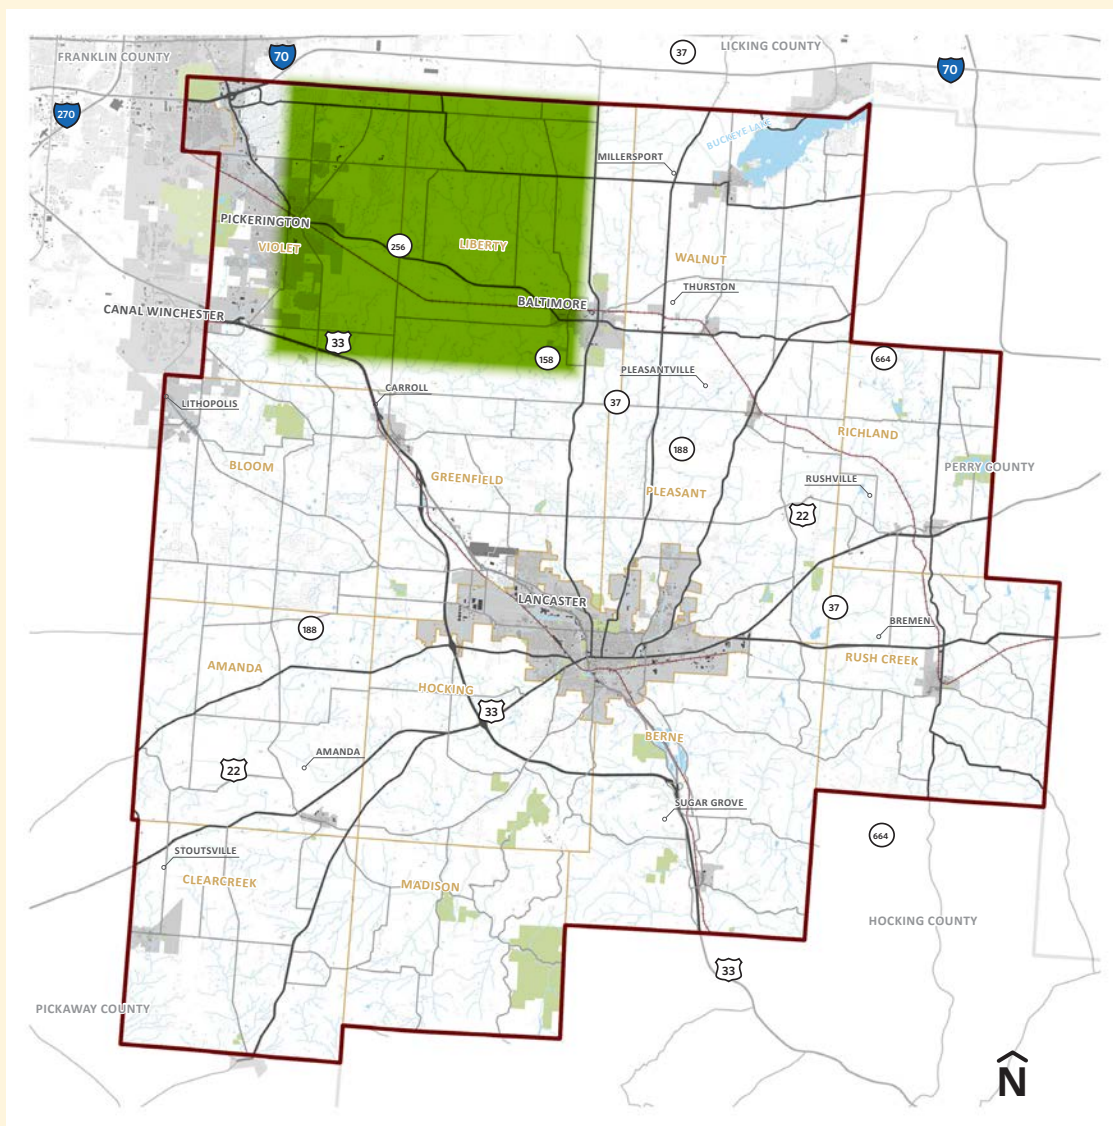 37
LICKING COUNTY
FRANKLIN COUNTY
70
70
270
BUCKEYE LAKE
MILLERSPORT
PICKERINGTON
VIOLET
256
LIBERTY
WALNUT
THURSTON
BALTIMORE
CANAL WINCHESTER
33
158
664
PLEASANTVILLE
CARROLL
LITHOPOLIS
37
RICHLAND
188
BLOOM
PERRY COUNTY
GREENFIELD
RUSHVILLE
PLEASANT
22
LANCASTER
37
188
BREMEN
RUSH CREEK
AMANDA
HOCKING
33
BERNE
AMANDA
22
SUGAR GROVE
664
STOUTSVILLE
CLEARCREEK
MADISON
HOCKING COUNTY
33
PICKAWAY COUNTY
N